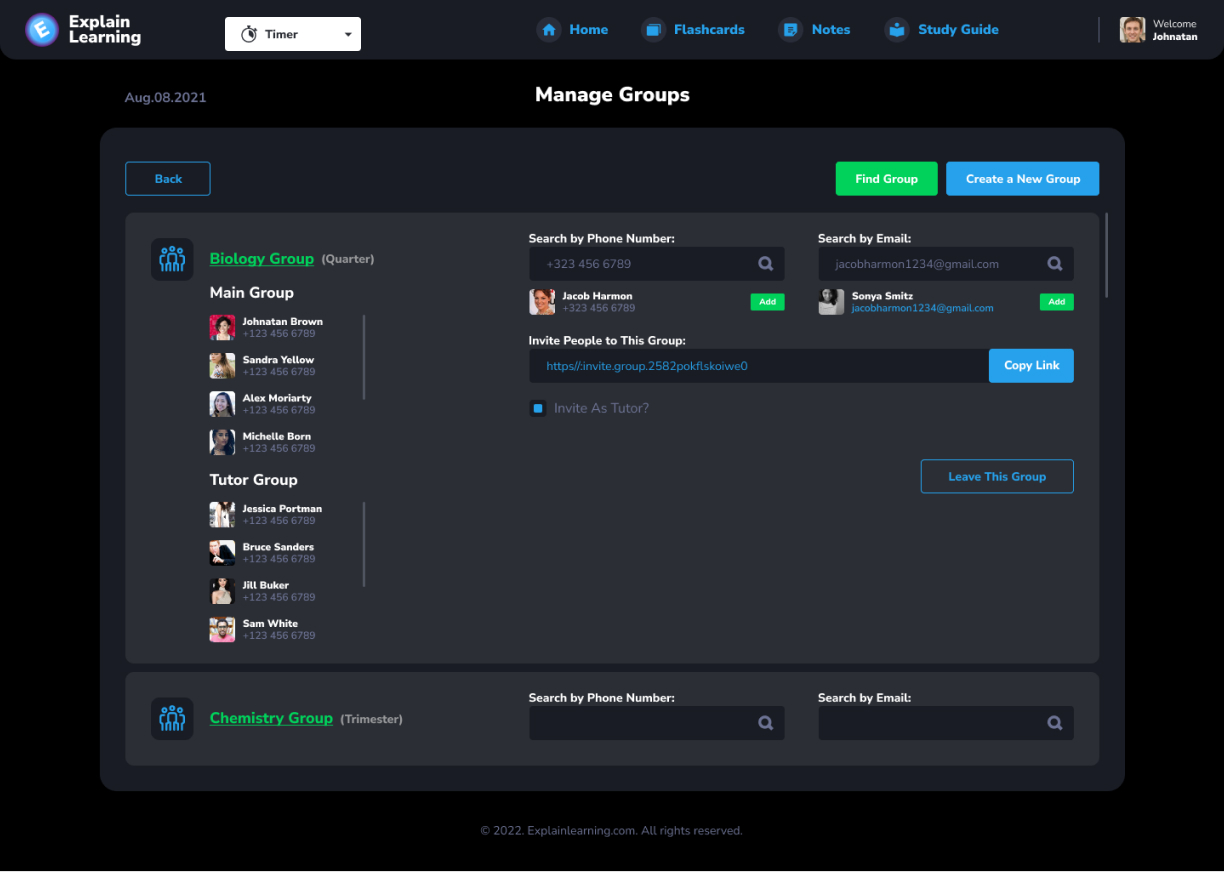 Explain
Learning
Timer
Home
Flashcards
Notes
Study Guide
Welcome
Johnatan
Aug.08.2021
Manage Groups
Back
Find Group
Create a New Group
Biology Group (Quarter)
Main Group
Johnatan Brown
+123 456 6789
Sandra Yellow
+123 456 6789
Alex Moriarty
+123 456 6789
Michelle Born
+123 456 6789
Tutor Group
Jessica Portman
+123 456 6789
Bruce Sanders
+123 456 6789
Jill Buker
+123 456 6789
Sam White
+123 456 6789
Search by Phone Number:
+323 456 6789
Jacob Harmon
+323 456 6789
Add
Search by Email:
jacobharmon1234@gmail.com
Sonya Smitz
jacobharmon1234@gmail.com
Add
Invite People to This Group:
https//:invite.group.2582pokflskoiwe0
Copy Link
Invite As Tutor?
Leave This Group
Chemistry Group (Trimester)
Search by Phone Number:
Search by Email:
© 2022. Explainlearning.com. All rights reserved.